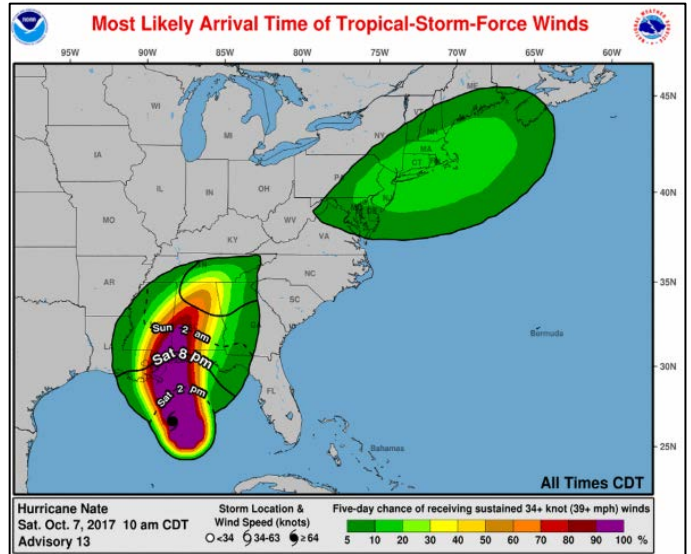 Most Likely Arrival Time of Tropical-Storm-Force Winds
95W 90W 85W 80W 75W 70W 65W 60W
45N
40N
35N
30N
25N
WI
MI
IA
IL
IN
OH
MO
KY
WV
VA
AR
NC
SC
GA
FL
NY
VT
ME
MA
CT
NJ
Bermuda
Bahamas
Sun 2 am
Sat 8 pm
Sat 2 pm
All Times CDT
Hurricane Nate
Sat. Oct. 7, 2017 10 am CDT
Advisory 13
Storm Location &
Wind Speed (knots)
<34 34-63 ≥ 64
Five-day chance of receiving sustained 34+ knot (39+ mph) winds
5 10 20 30 40 50 60 70 80 90 100 %